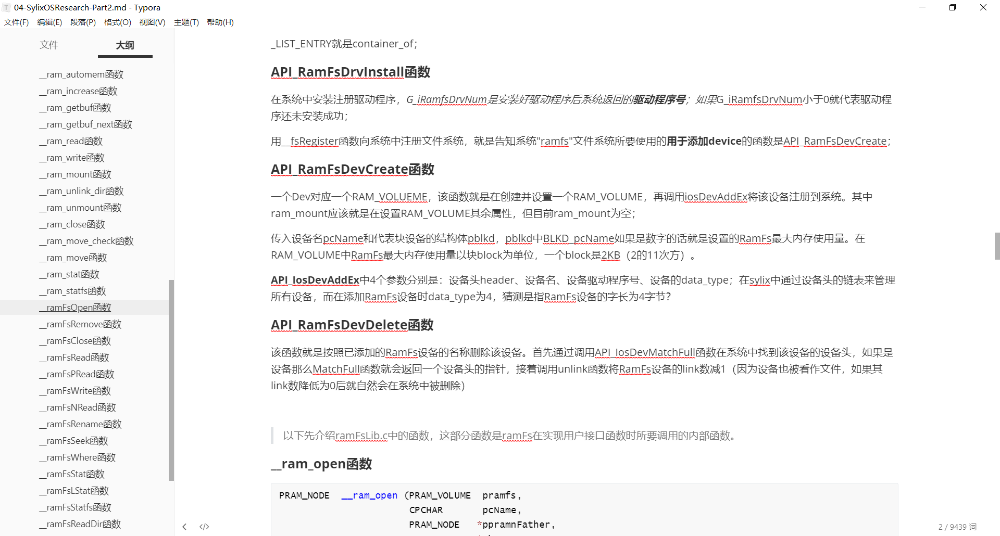 04-SylixOSResearch-Part2.md - Typora
文件(F) 编辑(E) 段落(P) 格式(O) 视图(V) 主题(T) 帮助(H)
文件 大纲
__ram_automem函数
__ram_increase函数
__ram_getbuf函数
__ram_getbuf_next函数
__ram_read函数
__ram_write函数
__ram_mount函数
__ram_unlink_dir函数
__ram_unmount函数
__ram_close函数
__ram_move_check函数
__ram_move函数
__ram_stat函数
__ram_statfs函数
__ramFsOpen函数
__ramFsRemove函数
__ramFsClose函数
__ramFsRead函数
__ramFsPRead函数
__ramFsWrite函数
__ramFsNRead函数
__ramFsRename函数
__ramFsSeek函数
__ramFsWhere函数
__ramFsStat函数
__ramFsLStat函数
__ramFsStatfs函数
__ramFsReadDir函数
_LIST_ENTRY就是container_of；
API_RamFsDrvInstall函数
在系统中安装注册驱动程序，G_iRamfsDrvNum是安装好驱动程序后系统返回的驱动程序号；如果G_iRamfsDrvNum小于0就代表驱动程
序还未安装成功；
用__fsRegister函数向系统中注册文件系统，就是告知系统"ramfs"文件系统所要使用的用于添加device的函数是API_RamFsDevCreate；
API_RamFsDevCreate函数
一个Dev对应一个RAM_VOLUEME，该函数就是在创建并设置一个RAM_VOLUME，再调用iosDevAddEx将该设备注册到系统。其中
ram_mount应该就是在设置RAM_VOLUME其余属性，但目前ram_mount为空；
传入设备名pcName和代表块设备的结构体pblkd，pblkd中BLKD_pcName如果是数字的话就是设置的RamFs最大内存使用量。在
RAM_VOLUME中RamFs最大内存使用量以块block为单位，一个block是2KB（2的11次方）。
API_IosDevAddEx中4个参数分别是：设备头header、设备名、设备驱动程序号、设备的data_type；在sylix中通过设备头的链表来管理
所有设备，而在添加RamFs设备时data_type为4，猜测是指RamFs设备的字长为4字节？
API_RamFsDevDelete函数
该函数就是按照已添加的RamFs设备的名称删除该设备。首先通过调用API_IosDevMatchFull函数在系统中找到该设备的设备头，如果是
设备那么MatchFull函数就会返回一个设备头的指针，接着调用unlink函数将RamFs设备的link数减1（因为设备也被看作文件，如果其
link数降低为0后就自然会在系统中被删除）
以下先介绍ramFsLib.c中的函数，这部分函数是ramFs在实现用户接口函数时所要调用的内部函数。
__ram_open函数
PRAM_NODE  __ram_open (PRAM_VOLUME  pramfs,
CPCHAR       pcName,
PRAM_NODE   *ppramnFather,
2 / 9439 词